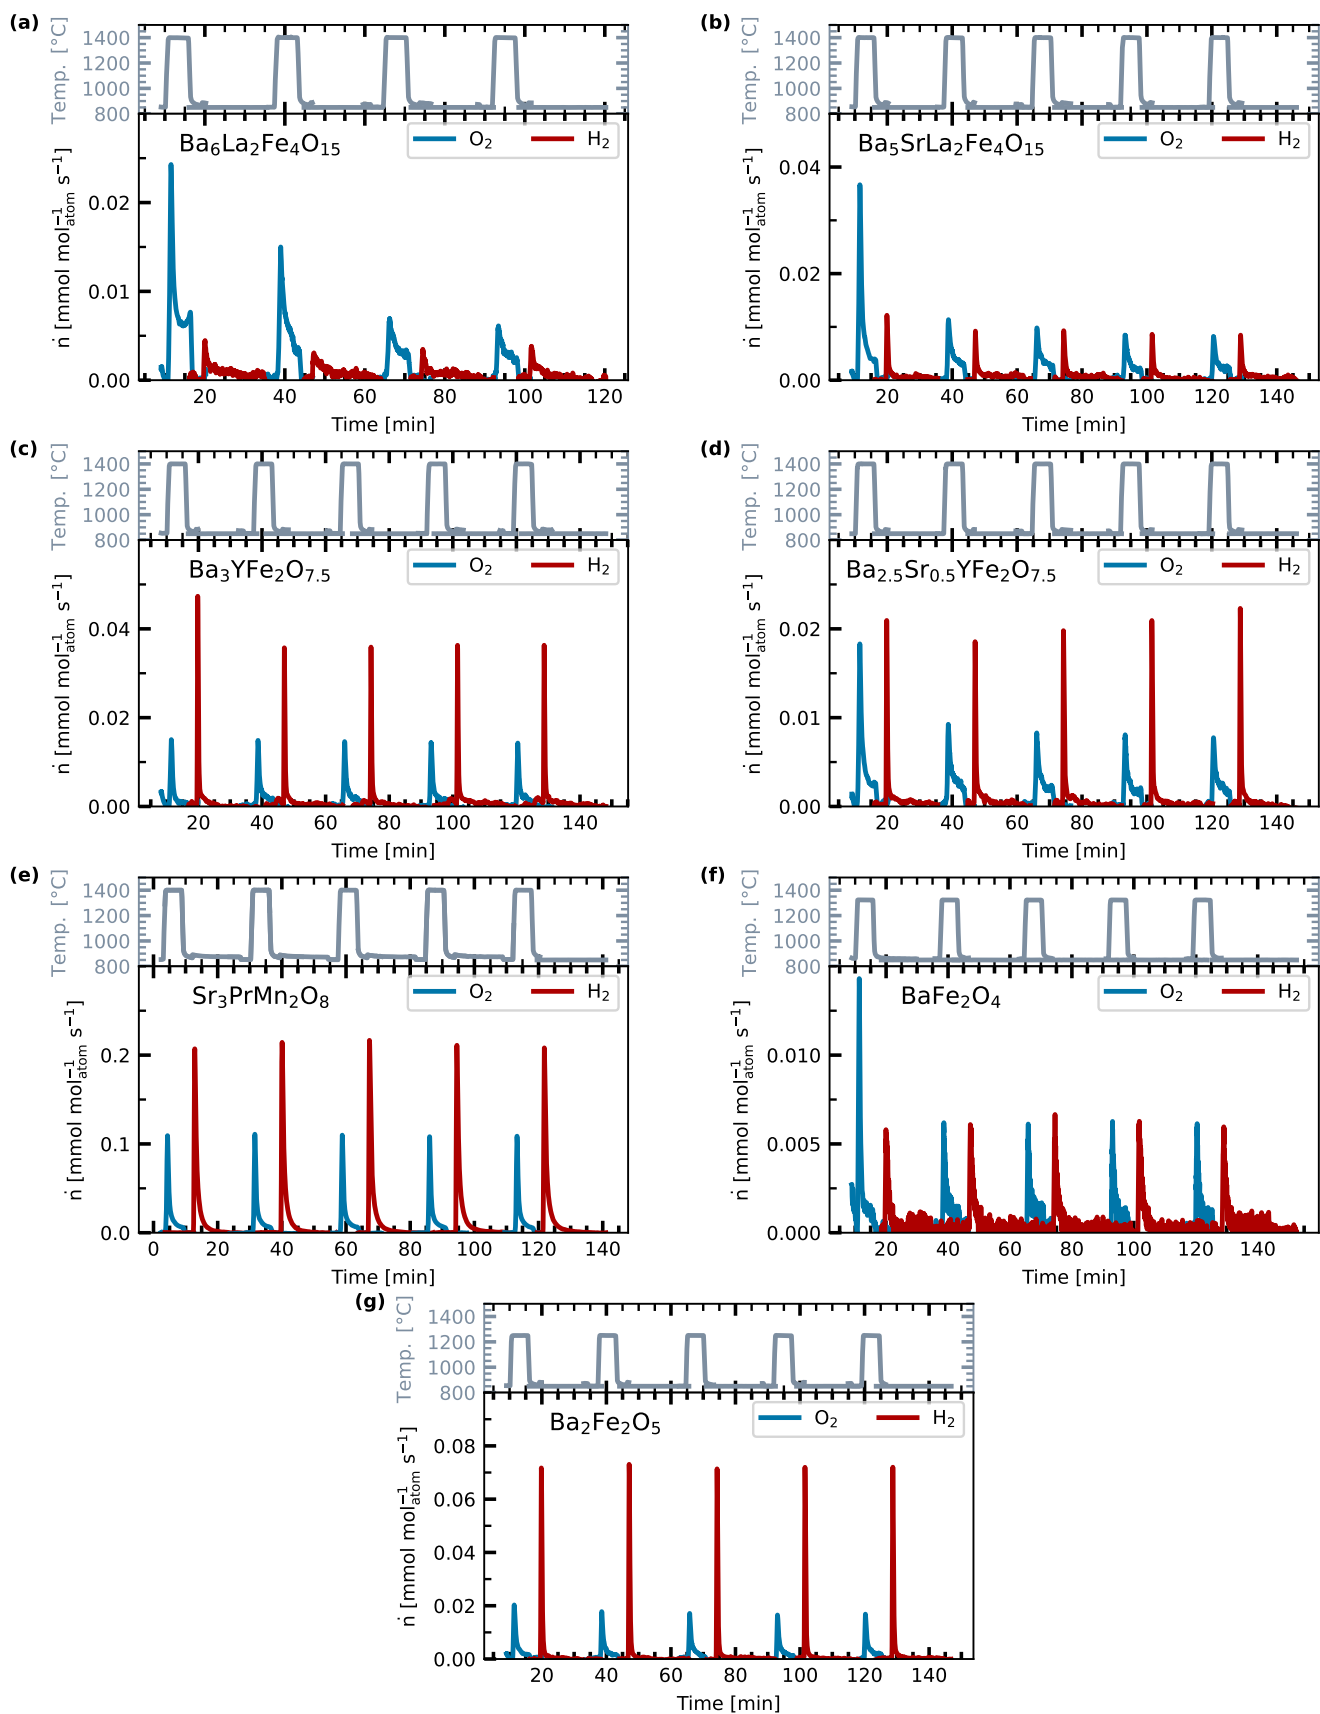 (a)
Temp. [°C]
1400
1200
1000
800
Ba6La2Fe4O15
O2 H2
ṅ [mmol mol−1atom s−1]
0.02
0.01
0.00
20 40 60 80 100 120
Time [min]
(b)
Temp. [°C]
1400
1200
1000
800
Ba5SrLa2Fe4O15
O2 H2
ṅ [mmol mol−1atom s−1]
0.04
0.02
0.00
20 40 60 80 100 120 140
Time [min]
(c)
Temp. [°C]
1400
1200
1000
800
Ba3YFe2O7.5
O2 H2
ṅ [mmol mol−1atom s−1]
0.04
0.02
0.00
20 40 60 80 100 120 140
Time [min]
(d)
Temp. [°C]
1400
1200
1000
800
Ba2.5Sr0.5YFe2O7.5
O2 H2
ṅ [mmol mol−1atom s−1]
0.02
0.01
0.00
20 40 60 80 100 120 140
Time [min]
(e)
Temp. [°C]
1400
1200
1000
800
Sr3PrMn2O8
O2 H2
ṅ [mmol mol−1atom s−1]
0.2
0.1
0.0
0 20 40 60 80 100 120 140
Time [min]
(f)
Temp. [°C]
1400
1200
1000
800
BaFe2O4
O2 H2
ṅ [mmol mol−1atom s−1]
0.010
0.005
0.000
20 40 60 80 100 120 140
Time [min]
(g)
Temp. [°C]
1400
1200
1000
800
Ba2Fe2O5
O2 H2
ṅ [mmol mol−1atom s−1]
0.08
0.06
0.04
0.02
0.00
20 40 60 80 100 120 140
Time [min]